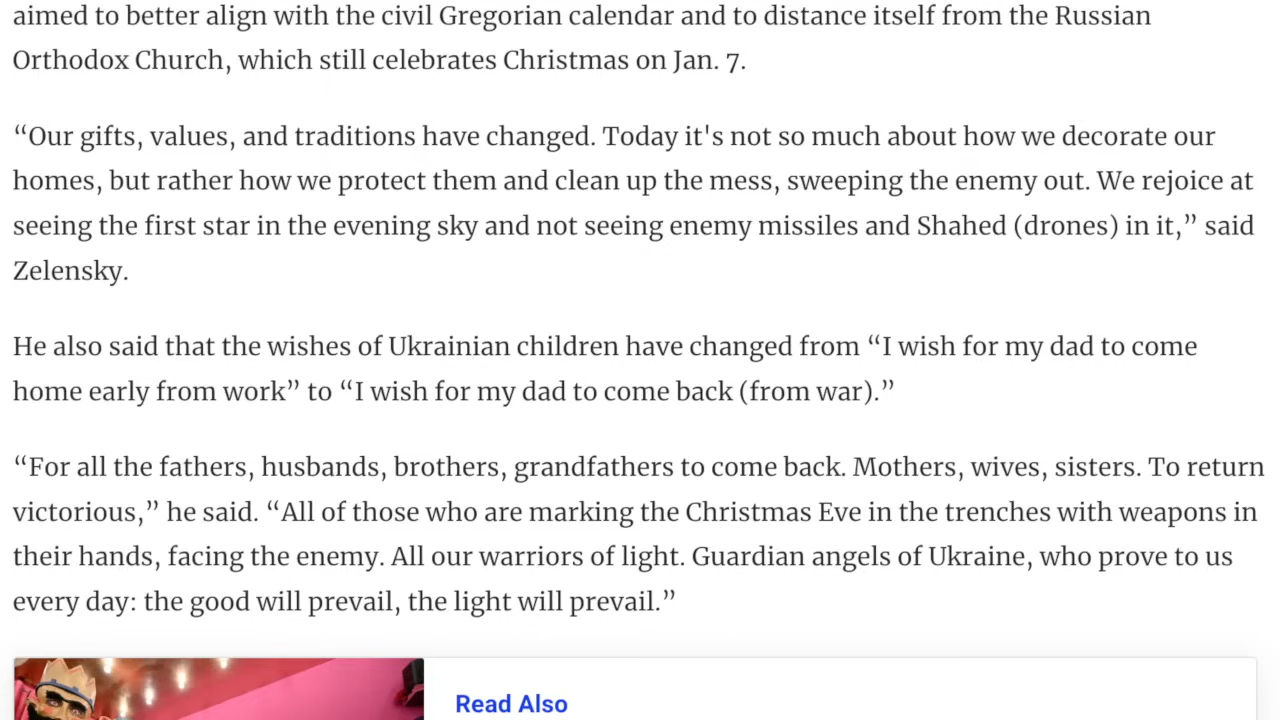 aimed to better align with the civil Gregorian calendar and to distance itself from the Russian
Orthodox Church, which still celebrates Christmas on Jan. 7.
“Our gifts, values, and traditions have changed. Today it's not so much about how we decorate our
homes, but rather how we protect them and clean up the mess, sweeping the enemy out. We rejoice at
seeing the first star in the evening sky and not seeing enemy missiles and Shahed (drones) in it,” said
Zelensky.
He also said that the wishes of Ukrainian children have changed from “I wish for my dad to come
home early from work” to “I wish for my dad to come back (from war).”
“For all the fathers, husbands, brothers, grandfathers to come back. Mothers, wives, sisters. To return
victorious,” he said. “All of those who are marking the Christmas Eve in the trenches with weapons in
their hands, facing the enemy. All our warriors of light. Guardian angels of Ukraine, who prove to us
every day: the good will prevail, the light will prevail.”
Read Also